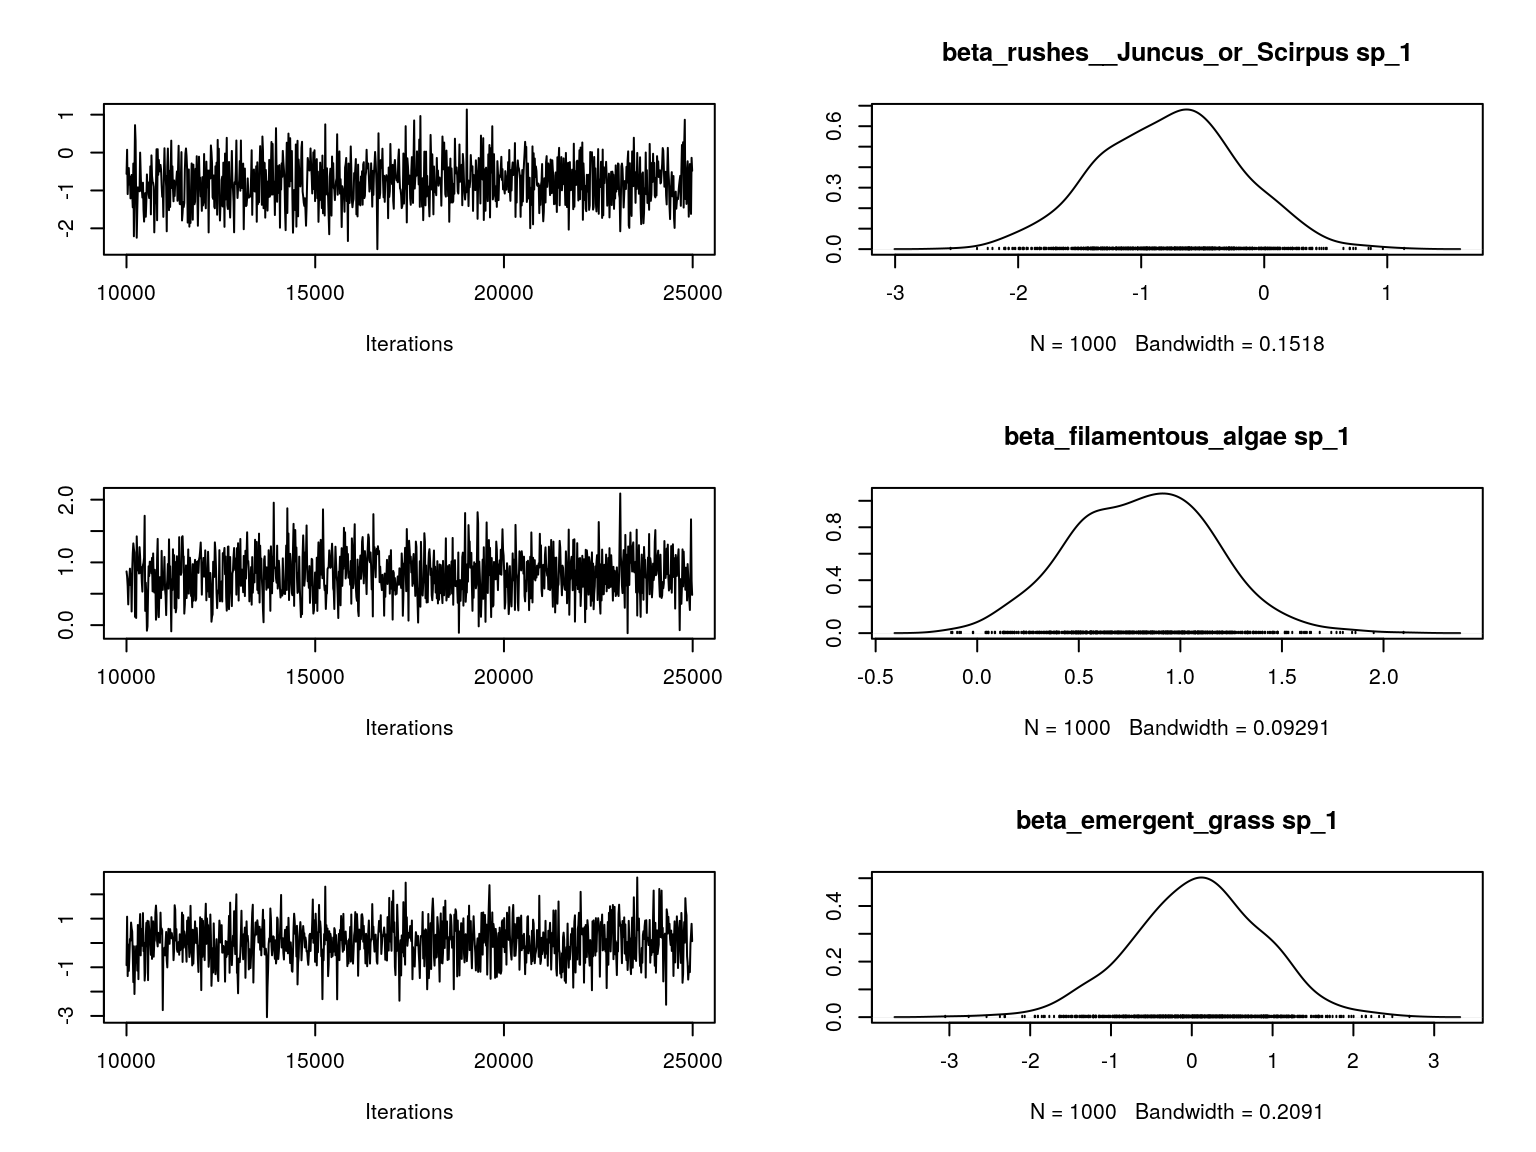 beta_rushes__Juncus_or_Scirpus sp_1
1
0
-1
-2
10000 15000 20000 25000
Iterations
0.6
0.3
0.0
-3 -2 -1 0 1
N = 1000 Bandwidth = 0.1518
beta_filamentous_algae sp_1
2.0
1.0
0.0
10000 15000 20000 25000
Iterations
0.8
0.4
0.0
-0.5 0.0 0.5 1.0 1.5 2.0
N = 1000 Bandwidth = 0.09291
beta_emergent_grass sp_1
1
-1
-3
10000 15000 20000 25000
Iterations
0.4
0.2
0.0
-3 -2 -1 0 1 2 3
N = 1000 Bandwidth = 0.2091